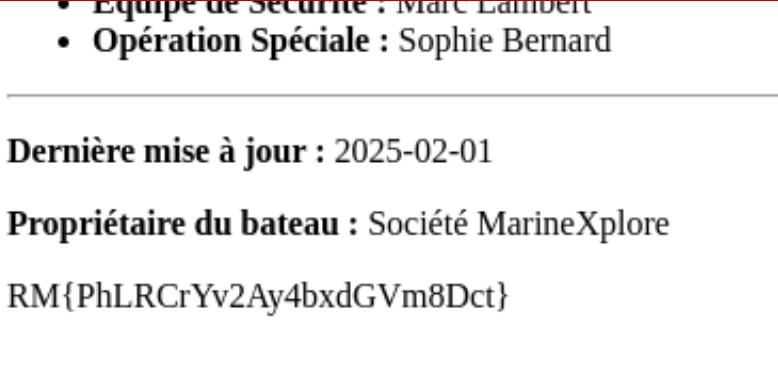 • Équipe de Sécurité : Marc Lambert
• Opération Spéciale : Sophie Bernard
Dernière mise à jour : 2025-02-01
Propriétaire du bateau : Société MarineXplore
RM{PhLRCrYv2Ay4bxdGVm8Dct}